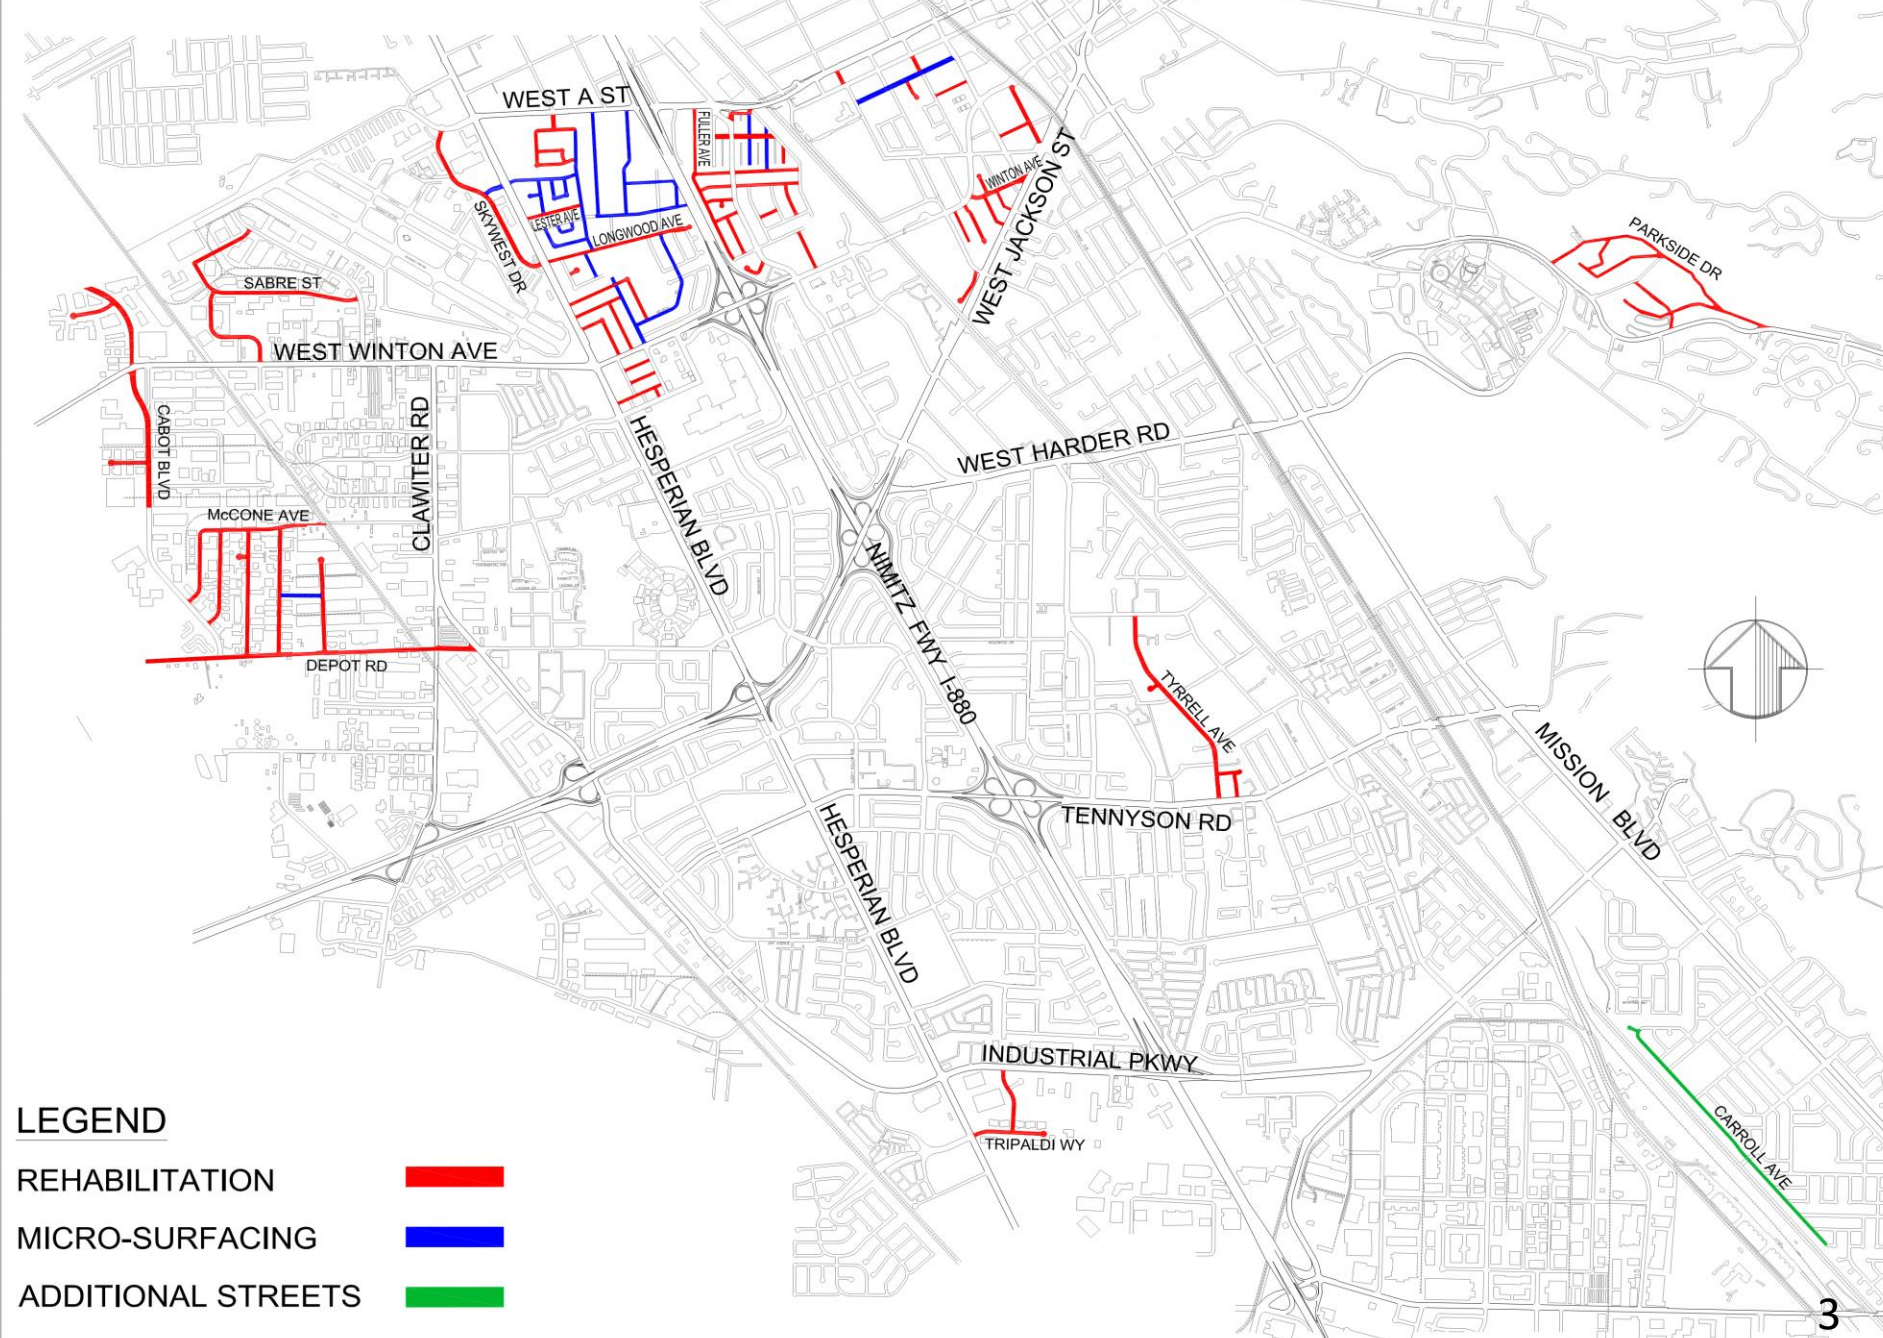 WEST A ST
FULLER AVE
WINTON AVE
WEST JACKSON ST
SKYWEST DR
LESTER AVE
LONGWOOD AVE
PARKSIDE DR
SABRE ST
WEST WINTON AVE
CABOT BLVD
CLAWITER RD
HESPERIAN BLVD
WEST HARDER RD
McCONE AVE
NIMITZ FWY I-880
DEPOT RD
TYRRELL AVE
MISSION BLVD
TENNYSON RD
HESPERIAN BLVD
INDUSTRIAL PKWY
TRIPALDI WY
CARROLL AVE
LEGEND
REHABILITATION
MICRO-SURFACING
ADDITIONAL STREETS
3